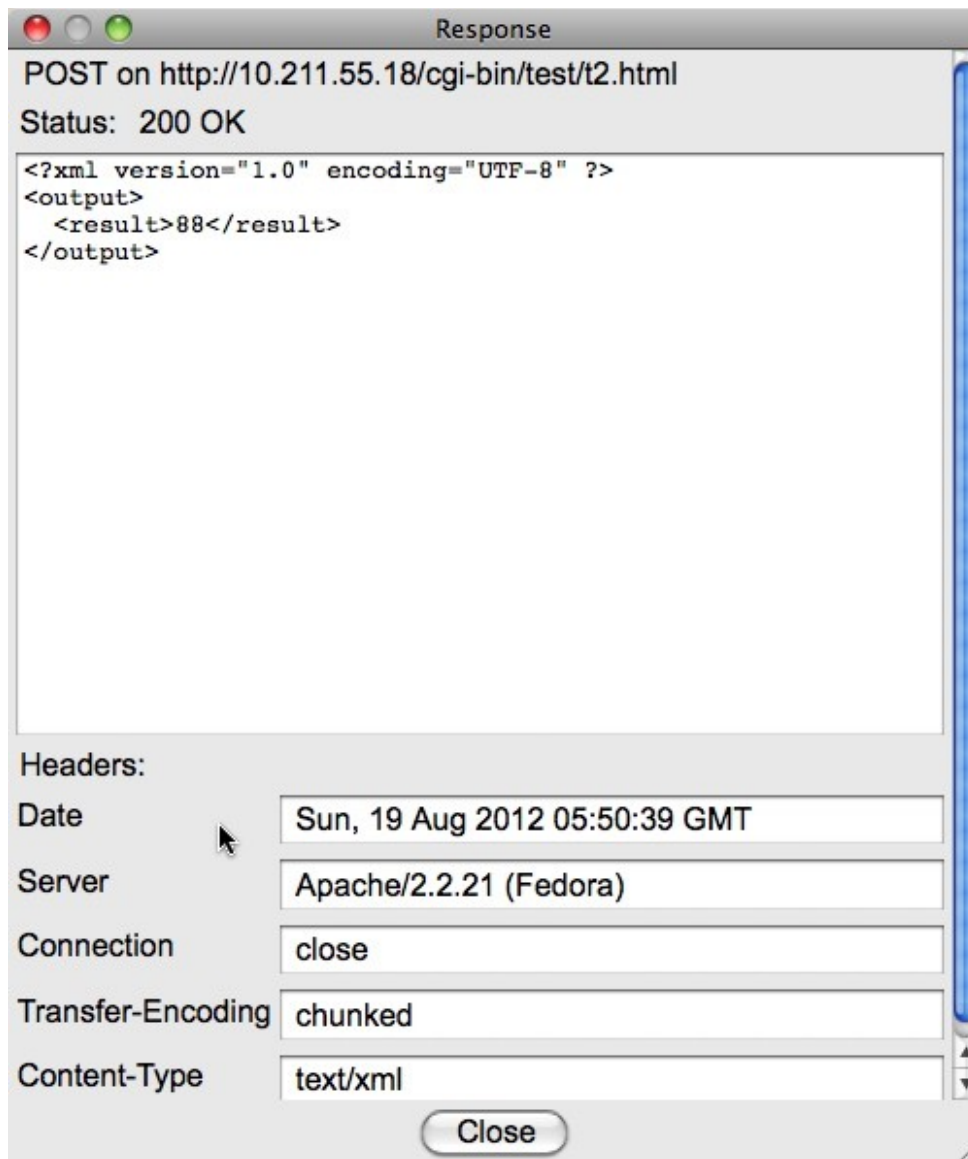 Response
POST on http://10.211.55.18/cgi-bin/test/t2.html
Status: 200 OK
<?xml version="1.0" encoding="UTF-8" ?>
<output>
  <result>88</result>
</output>
Headers:
Date Sun, 19 Aug 2012 05:50:39 GMT
Server Apache/2.2.21 (Fedora)
Connection close
Transfer-Encoding chunked
Content-Type text/xml
Close